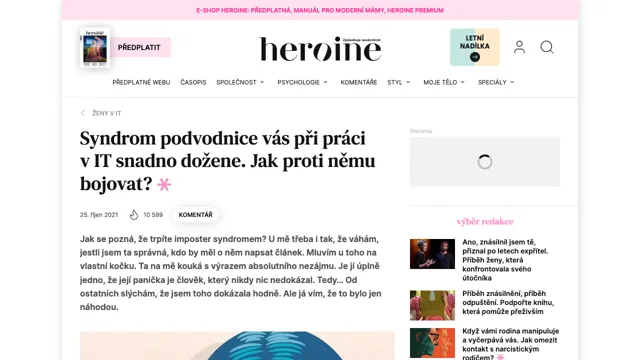 E-SHOP HEROINE: PŘEDPLATNÁ, MANUÁL PRO MODERNÍ MÁMY, HEROINE PREMIUM
PŘEDPLATIT
heroine
LETNÍ
NADÍLKA
PŘEDPLATNÉ WEBU ČASOPIS SPOLEČNOST PSYCHOLOGIE KOMENTÁŘE STYL MOJE TĚLO SPECIÁLY
ŽENY V IT
Syndrom podvodnice vás při práci
v IT snadno dožene. Jak proti němu
bojovat?
25. říjen 2021 10 599 KOMENTÁŘ
Jak se pozná, že trpíte imposter syndromem? U mě třeba i tak, že váhám,
jestli jsem ta správná, kdo by měl o něm napsat článek. Mluvím u toho na
vlastní kočku. Ta na mě kouká s výrazem absolutního nezájmu. Je jí úplně
jedno, že její panička je člověk, který nikdy nic nedokázal. Tedy... Od
ostatních slýchám, že jsem toho dokázala hodně. Ale já vím, že to bylo jen
náhodou.
Reklama
výběr redakce
Ano, znásilnil jsem tě,
přiznal po letech expřítel.
Příběh ženy, která
konfrontovala svého
útočníka
Příběh znásilnění, příběh
odpuštění. Podpořte knihu,
která pomůže přeživším
Když vámi rodina manipuluje
a vyčerpává vás. Jak omezit
kontakt s narcistickým
rodičem?